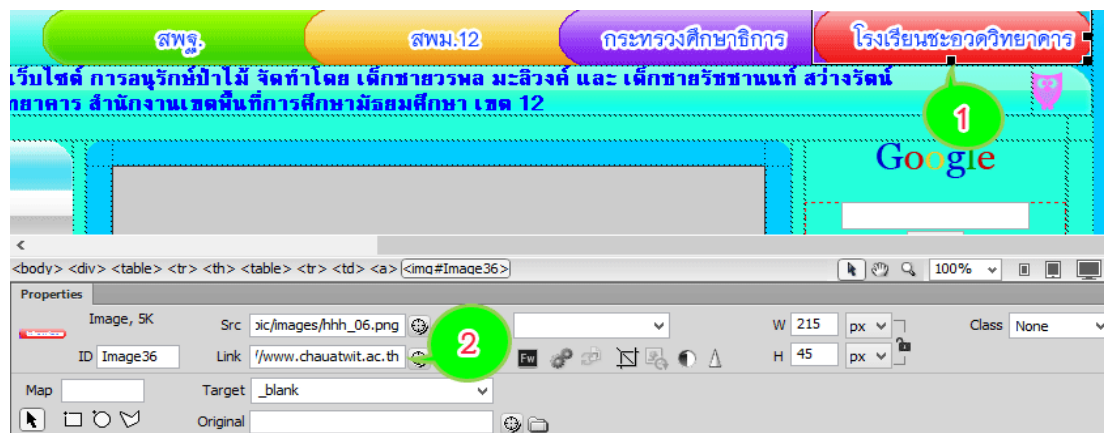 สพฐ. สพม.12 กระทรวงศึกษาธิการ โรงเรียนชะอวดวิทยาคาร
เว็บไซต์ การอนุรักษ์ป่าไม้ จัดทำโดย เด็กชายวรพล มะลิวงค์ และ เด็กชายรัชชานนท์ สว่างรัตน์
ทยาคาร สำนักงานเขตพื้นที่การศึกษามัธยมศึกษา เขต 12
1
Google
<body> <div> <table> <tr> <th> <table> <tr> <td> <a> <img#Image36> 100%
Properties
Image, 5K Src pic/images/hhh_06.png W 215 px Class None
2
ID Image36 Link //www.chauatwit.ac.th Fw H 45 px
Map Target _blank
Original